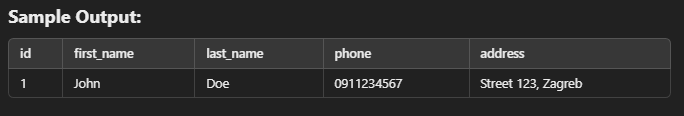 Sample Output:
id first_name last_name phone address
1 John Doe 0911234567 Street 123, Zagreb